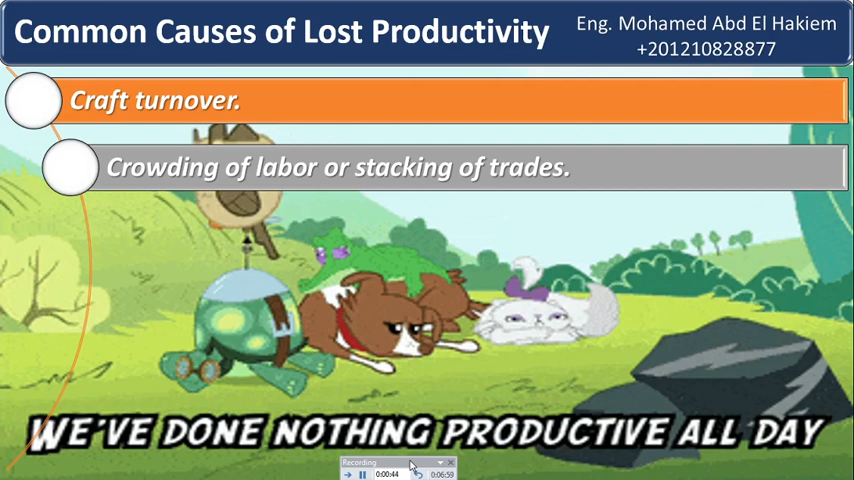 Common Causes of Lost Productivity
Eng. Mohamed Abd El Hakiem
+201210828877
Craft turnover.
Crowding of labor or stacking of trades.
WE'VE DONE NOTHING PRODUCTIVE ALL DAY
Recording
0:00:44
0:06:59